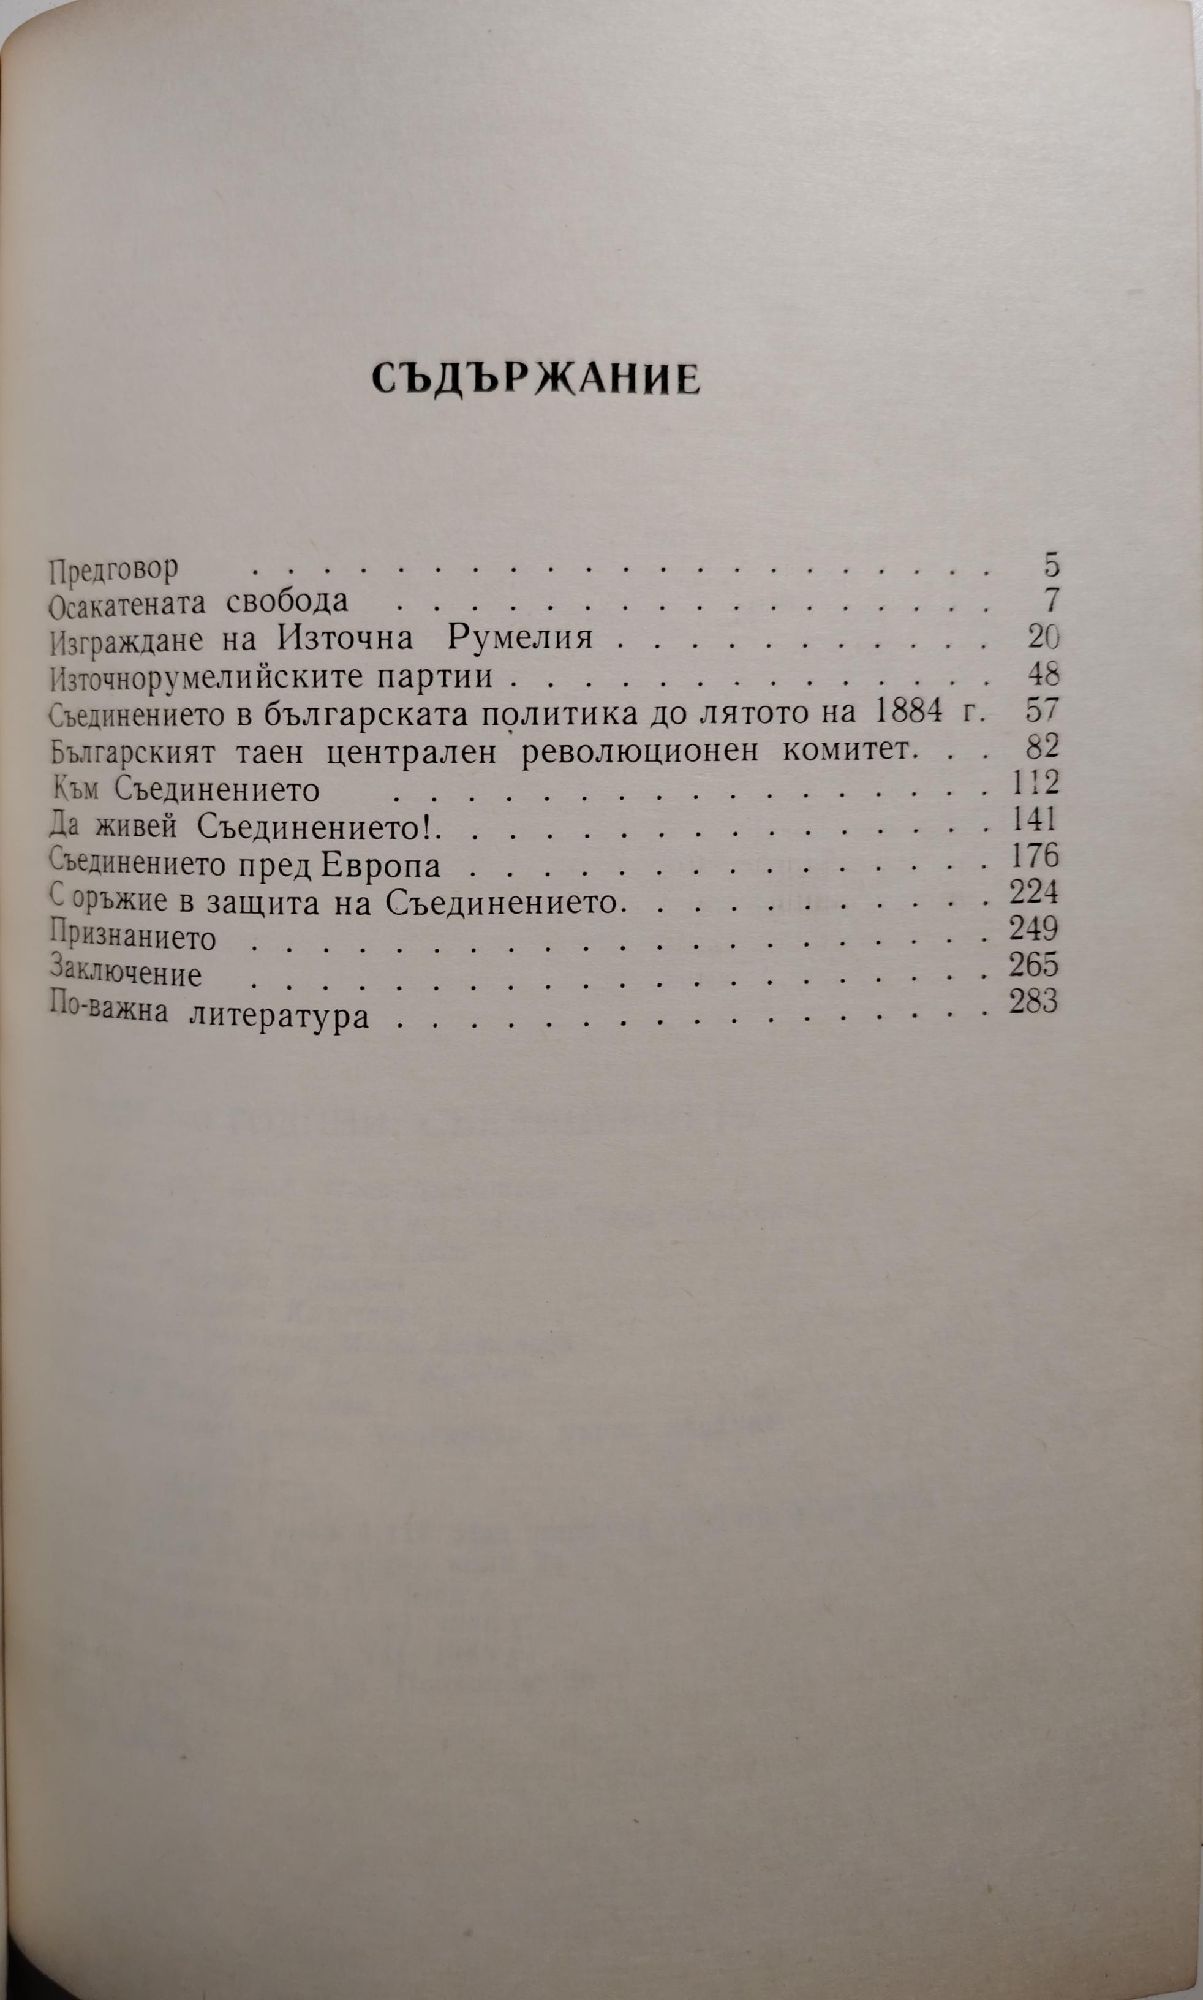 СЪДЪРЖАНИЕ
Предговор . . . . . . . . . . . . . . . . . . . . . 5
Осакатената свобода . . . . . . . . . . . . . . . . . 7
Изграждане на Източна Румелия . . . . . . . . . . . 20
Източнорумелийските партии . . . . . . . . . . . . . . 48
Съединението в българската политика до лятото на 1884 г. 57
Българският таен централен революционен комитет. . . 82
Към Съединението . . . . . . . . . . . . . . . . . 112
Да живей Съединението!. . . . . . . . . . . . . . . . 141
Съединението пред Европа . . . . . . . . . . . . . . . 176
С оръжие в защита на Съединението. . . . . . . . . . . 224
Признанието . . . . . . . . . . . . . . . . . . . . . 249
Заключение . . . . . . . . . . . . . . . . . . . . . 265
По-важна литература . . . . . . . . . . . . . . . . . 283